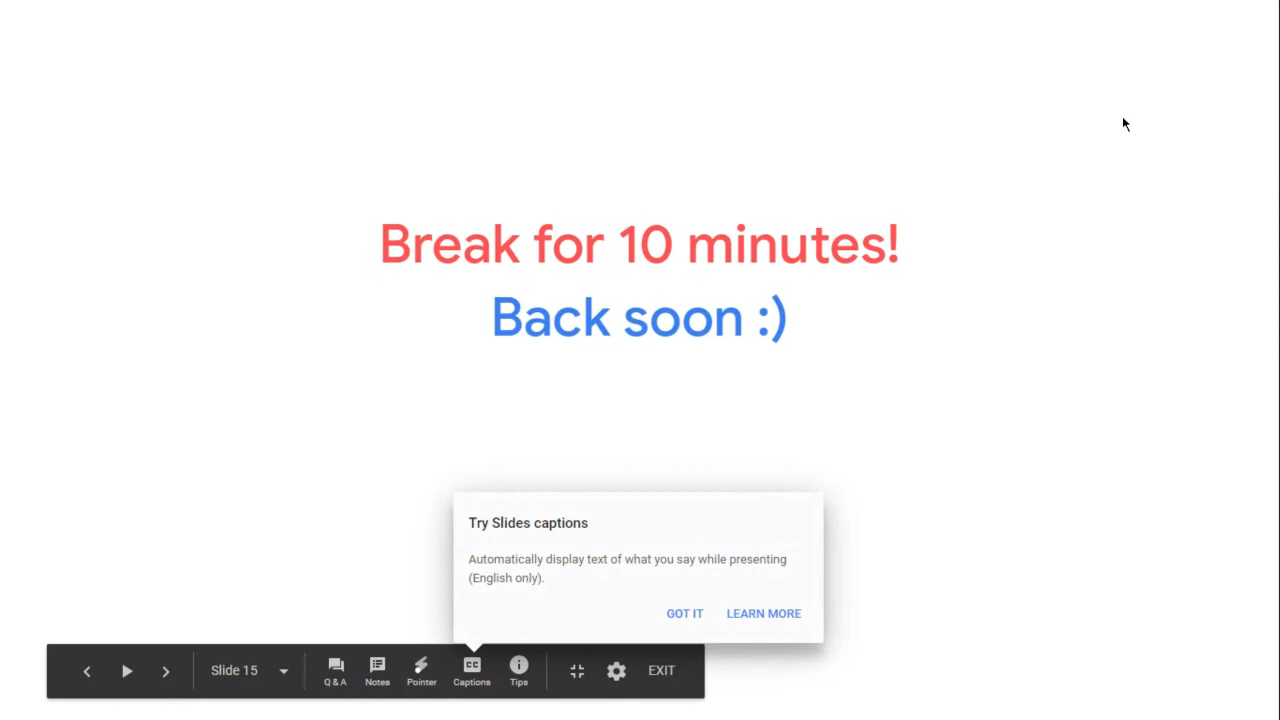 Break for 10 minutes!
Back soon :)
Try Slides captions
Automatically display text of what you say while presenting
(English only).
GOT IT LEARN MORE
Slide 15 Q & A Notes Pointer CC Captions Tips EXIT